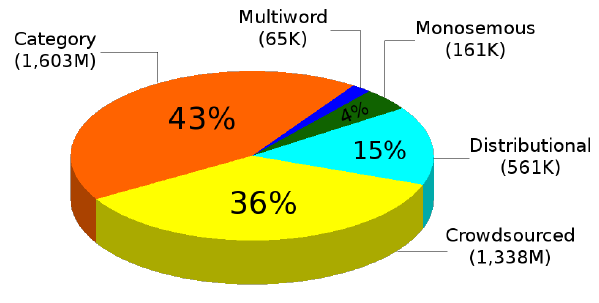 Multiword
(65K)
Monosemous
(161K)
Category
(1,603M)
43%
4%
15%
Distributional
(561K)
36%
Crowdsourced
(1,338M)